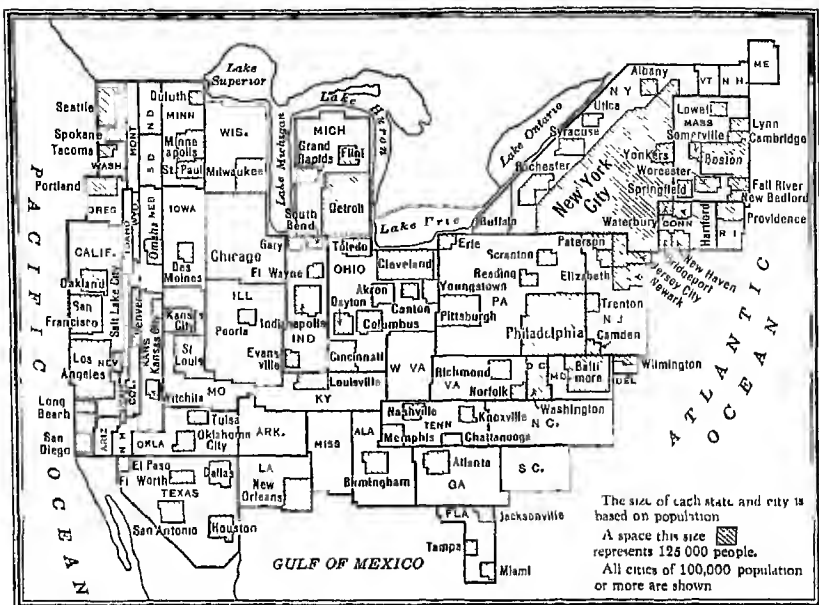 Lake
Superior
Lake Michigan
Lake
Huron
Lake Ontario
Lake Erie
PACIFIC
OCEAN
ATLANTIC
OCEAN
GULF OF MEXICO
Seattle
Spokane
Tacoma
WASH.
Portland
OREG
CALIF.
Oakland
San
Francisco
Los
Angeles
Long
Beach
San
Diego
NEV
IDAHO
Salt Lake City
MONT
WYO
N D
S D
NEB
Omaha
Denver
COL.
KANS
Kansas City
Wichita
ARIZ
N M
OKLA
Tulsa
Oklahoma
City
El Paso
Ft Worth
Dallas
TEXAS
San Antonio
Houston
Duluth
MINN
Minne
apolis
St. Paul
IOWA
Des
Moines
Kansas
City
St
Louis
MO
ARK.
LA
New
Orleans
WIS.
Milwaukee
Chicago
ILL
Peoria
MICH
Grand
Rapids
Flint
Detroit
South
Bend
Gary
Ft Wayne
Indianapolis
IND
Evans
ville
Toledo
OHIO
Cleveland
Akron
Canton
Dayton
Columbus
Youngstown
Cincinnati
Louisville
KY
W VA
MISS
ALA
Birmingham
Nashville
TENN
Knoxville
Memphis
Chattanooga
Atlanta
GA
FLA
Jacksonville
Tampa
Miami
S C.
N C.
Richmond
VA
Norfolk
D C
Washington
MD
Balti
more
DEL
Wilmington
Erie
Scranton
Reading
PA
Pittsburgh
Philadelphia
Paterson
Elizabeth
Trenton
N J
Camden
Newark
Jersey City
Bridgeport
New Haven
Buffalo
Rochester
Syracuse
Utica
Albany
N Y
New York
City
Yonkers
VT
N H.
ME
Lowell
MASS
Somerville
Lynn
Cambridge
Boston
Worcester
Springfield
Fall River
New Bedford
Waterbury
CONN
Hartford
R I
Providence
The size of each state and city is
based on population
A space this size
represents 125 000 people.
All cities of 100,000 population
or more are shown